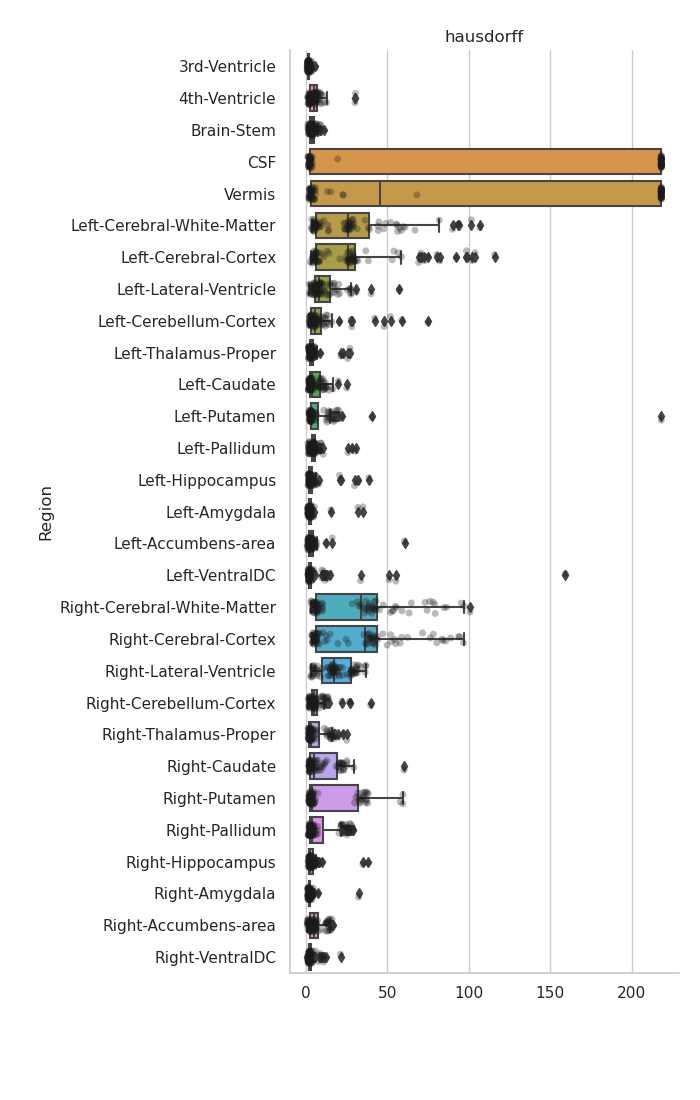 hausdorff
3rd-Ventricle
4th-Ventricle
Brain-Stem
CSF
Vermis
Left-Cerebral-White-Matter
Left-Cerebral-Cortex
Left-Lateral-Ventricle
Left-Cerebellum-Cortex
Left-Thalamus-Proper
Left-Caudate
Left-Putamen
Left-Pallidum
Left-Hippocampus
Region
Left-Amygdala
Left-Accumbens-area
Left-VentralDC
Right-Cerebral-White-Matter
Right-Cerebral-Cortex
Right-Lateral-Ventricle
Right-Cerebellum-Cortex
Right-Thalamus-Proper
Right-Caudate
Right-Putamen
Right-Pallidum
Right-Hippocampus
Right-Amygdala
Right-Accumbens-area
Right-VentralDC
0 50 100 150 200